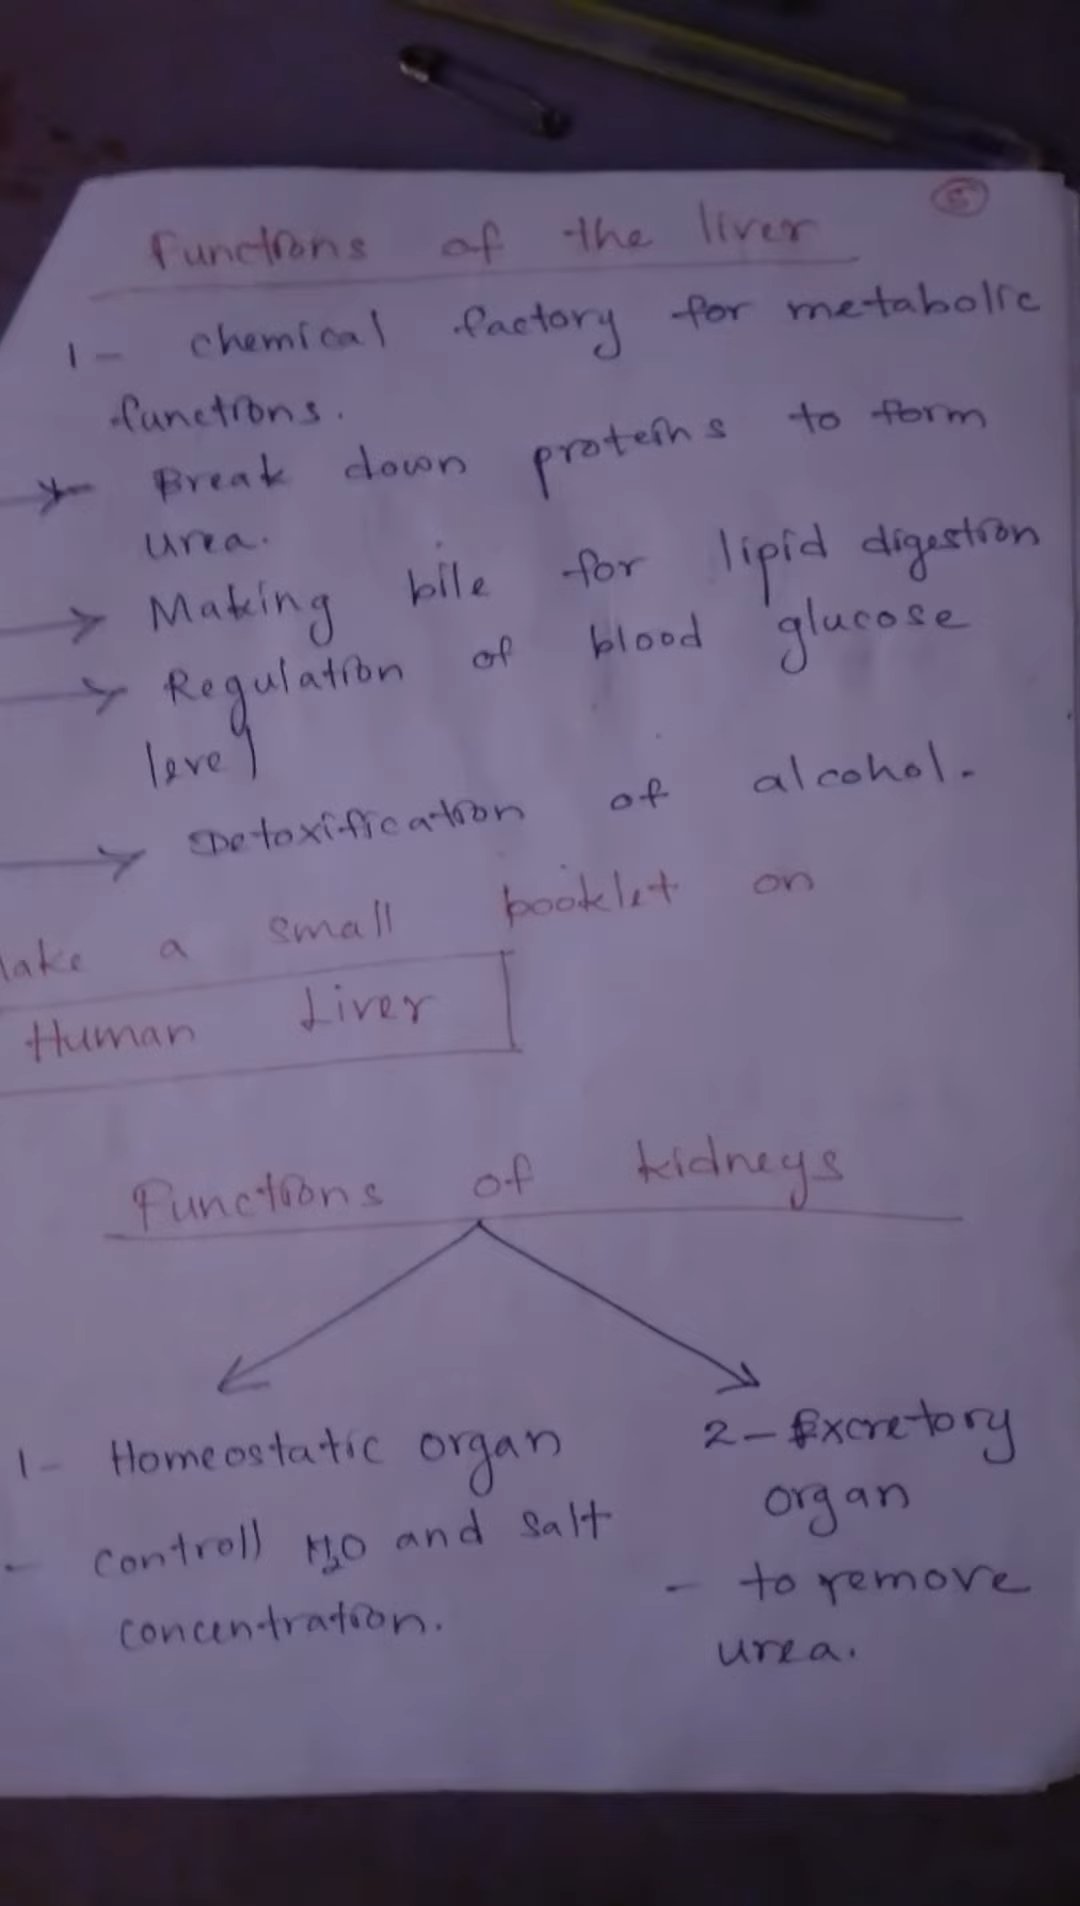 5
Functions of the liver
1 - chemical factory for metabolic
functions.
Break down proteins to form
urea.
Making bile for lipid digestion
Regulation of blood glucose
level
Detoxification of alcohol.
Make a small booklet on
Human Liver
Functions of kidneys
1- Homeostatic organ
- controll H₂O and salt
concentration.
2- Excretory
organ
- to remove
urea.